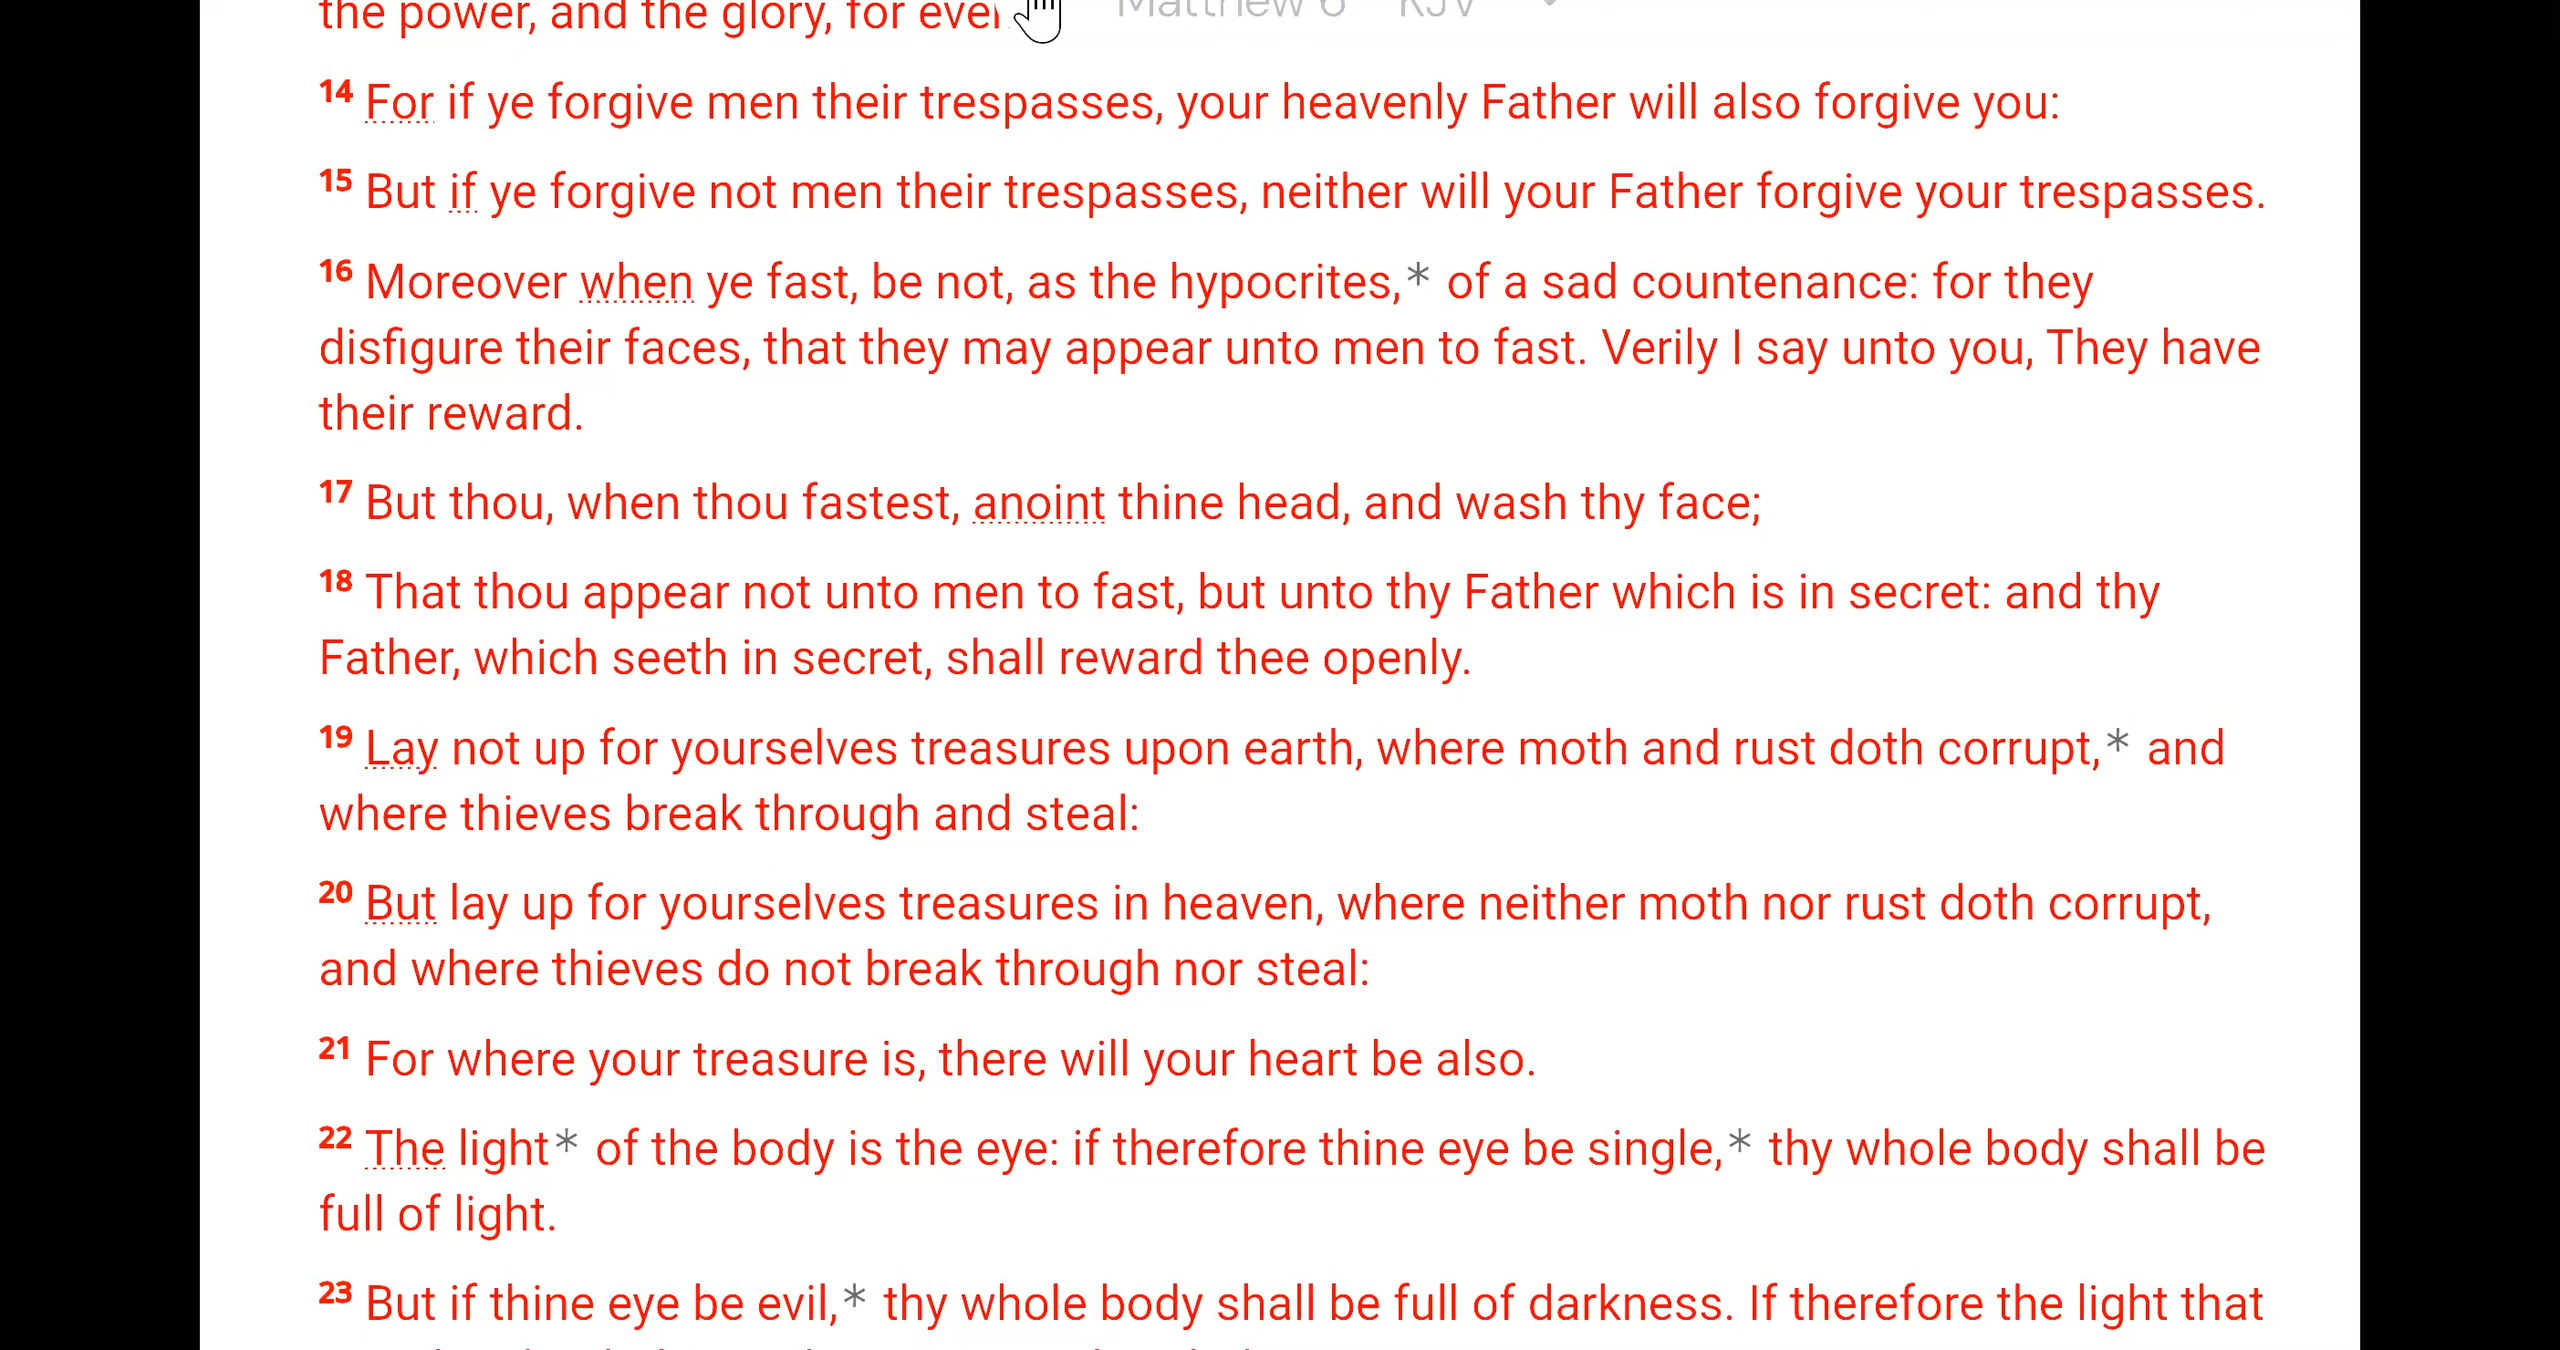 the power, and the glory, for ever
Matthew 6 KJV
14 For if ye forgive men their trespasses, your heavenly Father will also forgive you:
15 But if ye forgive not men their trespasses, neither will your Father forgive your trespasses.
16 Moreover when ye fast, be not, as the hypocrites,* of a sad countenance: for they
disfigure their faces, that they may appear unto men to fast. Verily I say unto you, They have
their reward.
17 But thou, when thou fastest, anoint thine head, and wash thy face;
18 That thou appear not unto men to fast, but unto thy Father which is in secret: and thy
Father, which seeth in secret, shall reward thee openly.
19 Lay not up for yourselves treasures upon earth, where moth and rust doth corrupt,* and
where thieves break through and steal:
20 But lay up for yourselves treasures in heaven, where neither moth nor rust doth corrupt,
and where thieves do not break through nor steal:
21 For where your treasure is, there will your heart be also.
22 The light* of the body is the eye: if therefore thine eye be single,* thy whole body shall be
full of light.
23 But if thine eye be evil,* thy whole body shall be full of darkness. If therefore the light that